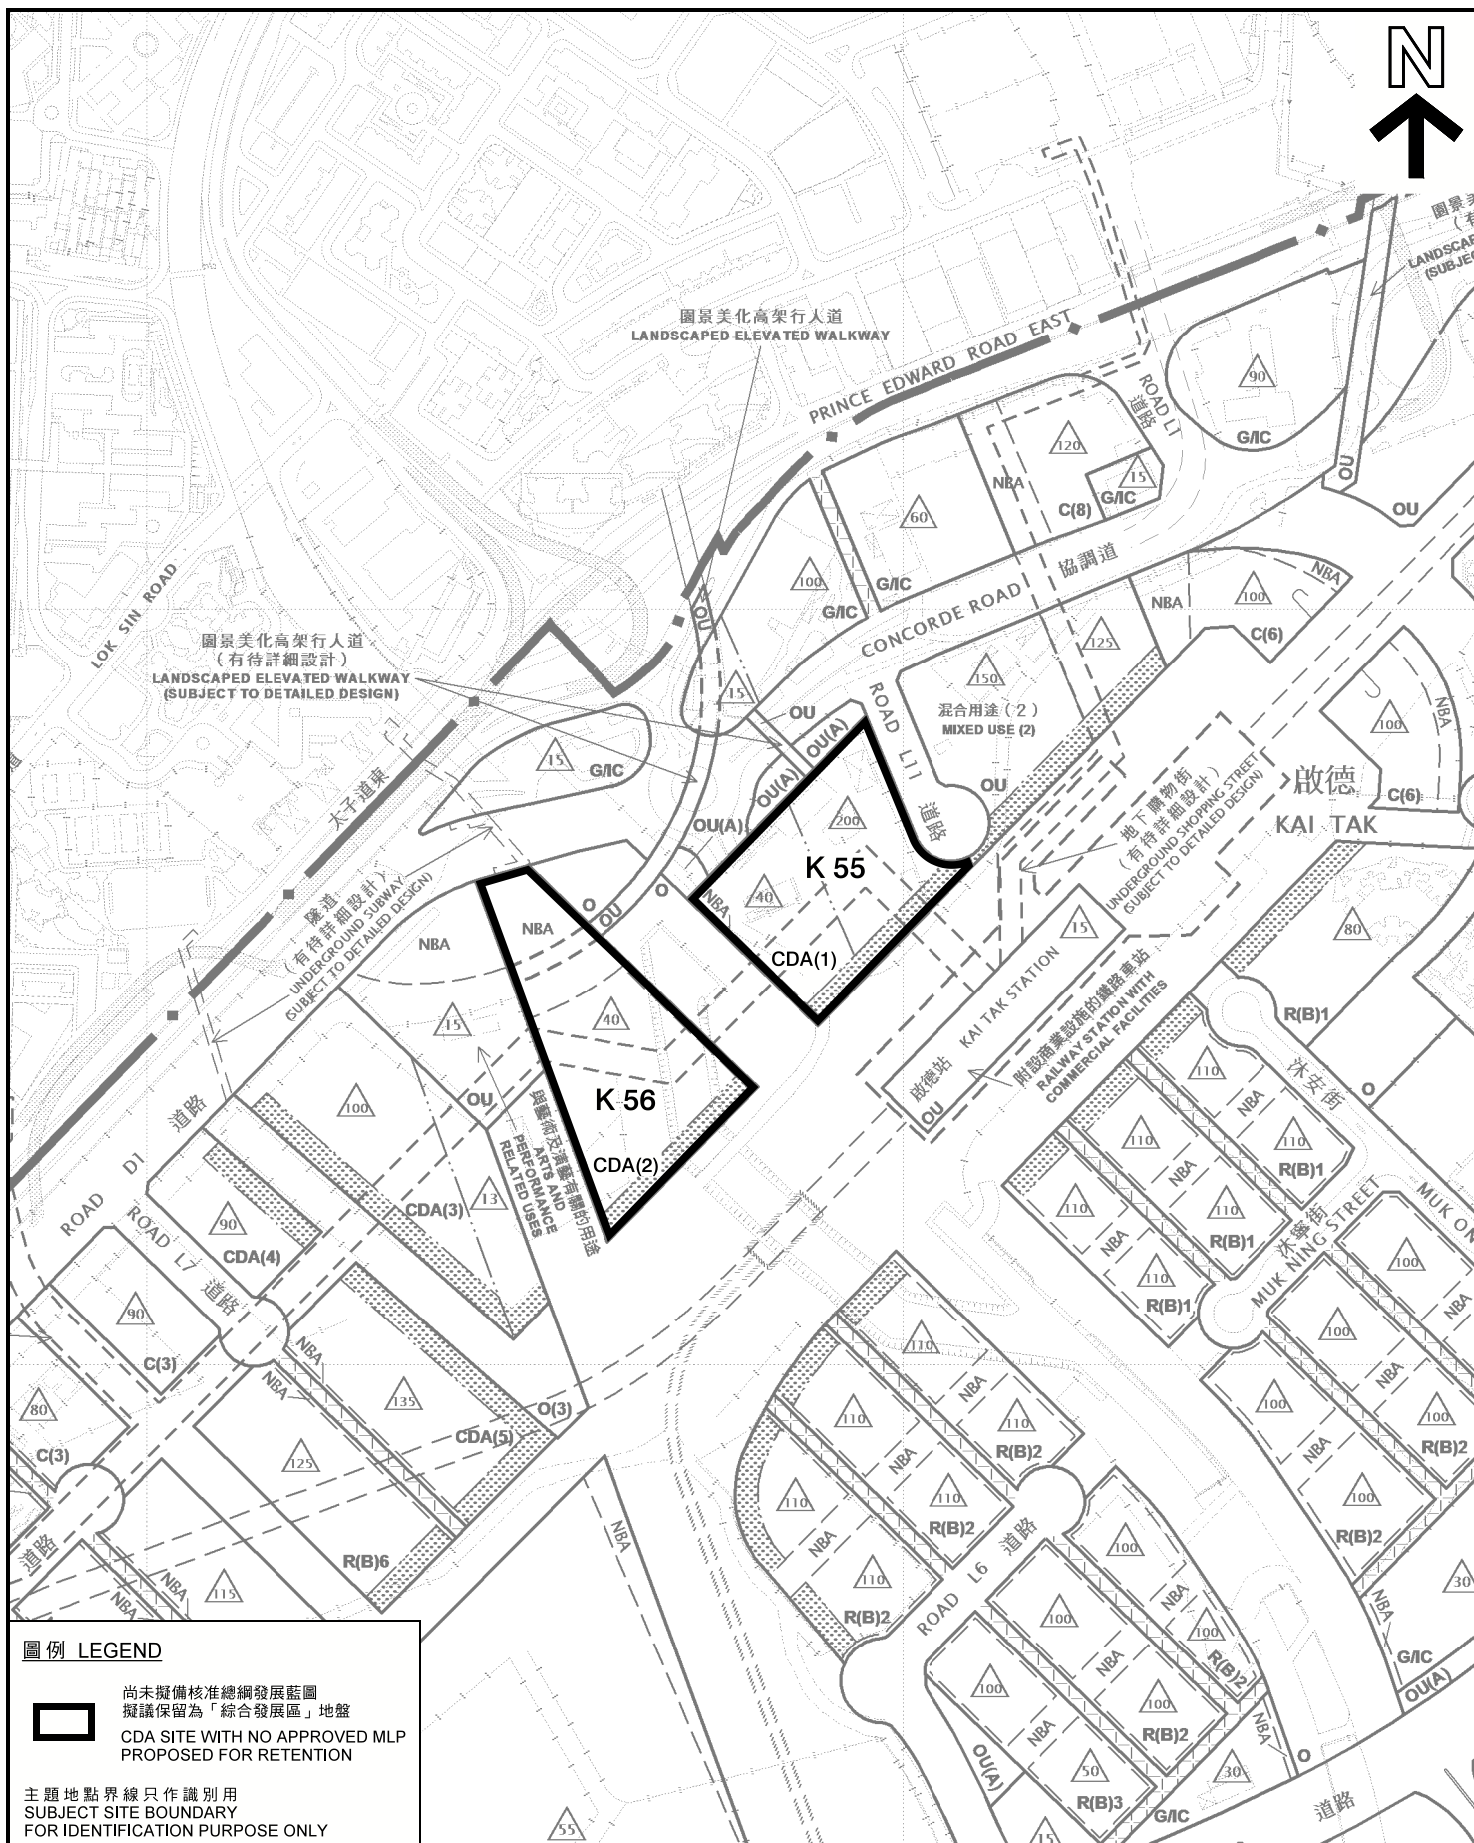 N
園景美化高架行人道
LANDSCAPED ELEVATED WALKWAY
PRINCE EDWARD ROAD EAST
ROAD L1
道路
90
G/IC
OU
OU
120
NBA
15
G/IC
C(8)
60
G/IC
100
G/IC
CONCORDE ROAD 協調道
NBA
100
NBA
C(6)
125
LOK SIN ROAD
園景美化高架行人道
(有待詳細設計)
LANDSCAPED ELEVATED WALKWAY
(SUBJECT TO DETAILED DESIGN)
OU
15
OU
OU(A)
OU(A)
OU(A)
ROAD L11 道路
150
混合用途(2)
MIXED USE (2)
OU
100
NBA
C(6)
啟德
KAI TAK
15
G/IC
太子道東
隧道
(有待詳細設計)
UNDERGROUND SUBWAY
(SUBJECT TO DETAILED DESIGN)
200
K 55
40
NBA
CDA(1)
地下購物街
(有待詳細設計)
UNDERGROUND SHOPPING STREET
(SUBJECT TO DETAILED DESIGN)
80
NBA
NBA
O
OU
O
15
40
K 56
CDA(2)
OU
與藝術及演藝有關的用途
ARTS AND
PERFORMANCE
RELATED USES
15
啟德站 KAI TAK STATION
OU
附設商業設施的鐵路車站
RAILWAY STATION WITH
COMMERCIAL FACILITIES
R(B)1
110
NBA
110
R(B)1
沐安街
O
110
NBA
110
R(B)1
110
NBA
110
R(B)1
沐寧街
MUK NING STREET
100
CDA(3)
13
道路
ROAD D1
90
CDA(4)
ROAD L7 道路
90
C(3)
80
C(3)
NBA
NBA
135
CDA(5)
O(3)
125
R(B)6
道路
NBA
NBA
115
NBA
110
NBA
110
R(B)2
110
NBA
110
R(B)2
110
NBA
110
R(B)2
100
NBA
100
NBA
100
R(B)2
100
NBA
100
R(B)2
ROAD L6 道路
100
NBA
100
R(B)2
100
NBA
100
R(B)2
100
NBA
50
R(B)3
OU(A)
NBA
30
G/IC
O
NBA
30
G/IC
OU(A)
道路
15
55
圖例 LEGEND
尚未擬備核准總綱發展藍圖
擬議保留為「綜合發展區」地盤
CDA SITE WITH NO APPROVED MLP
PROPOSED FOR RETENTION
主題地點界線只作識別用
SUBJECT SITE BOUNDARY
FOR IDENTIFICATION PURPOSE ONLY